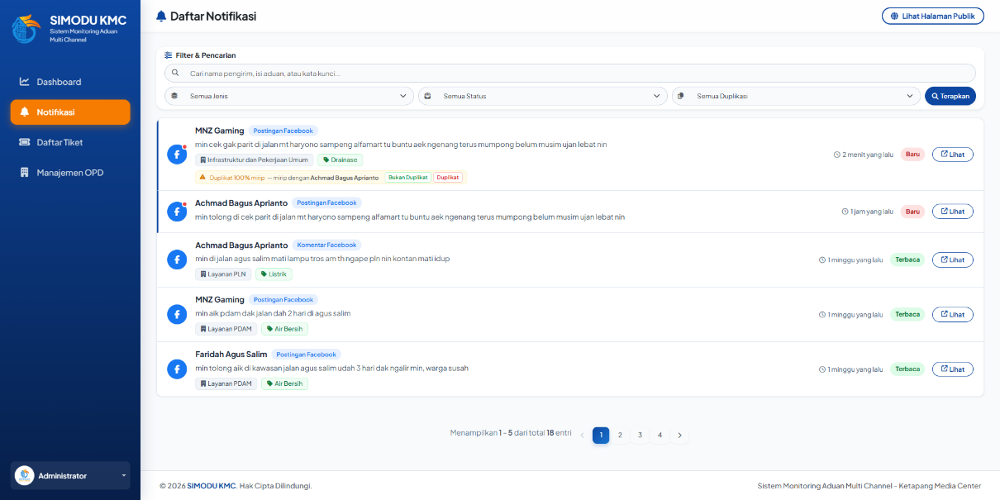 SIMODU KMC
Sistem Monitoring Aduan
Multi Channel
Dashboard
Notifikasi
Daftar Tiket
Manajemen OPD
Administrator
Daftar Notifikasi
Lihat Halaman Publik
Filter & Pencarian
Cari nama pengirim, isi aduan, atau kata kunci...
Semua Jenis
Semua Status
Semua Duplikasi
Terapkan
MNZ Gaming Postingan Facebook
min cek gak parit di jalan mt haryono sampeng alfamart tu buntu aek ngenang terus mumpong belum musim ujan lebat nin
Infrastruktur dan Pekerjaan Umum Drainase
Duplikat 100% mirip — mirip dengan Achmad Bagus Aprianto Bukan Duplikat Duplikat
2 menit yang lalu Baru Lihat
Achmad Bagus Aprianto Postingan Facebook
min tolong di cek parit di jalan mt haryono sampeng alfamart tu buntu aek ngenang terus mumpong belum musim ujan lebat nin
1 jam yang lalu Baru Lihat
Achmad Bagus Aprianto Komentar Facebook
min di jalan agus salim mati lampu tros am th ngape pln nin kontan mati idup
Layanan PLN Listrik
1 minggu yang lalu Terbaca Lihat
MNZ Gaming Postingan Facebook
min aik pdam dak jalan dah 2 hari di agus salim
Layanan PDAM Air Bersih
1 minggu yang lalu Terbaca Lihat
Faridah Agus Salim Postingan Facebook
min tolong aik di kawasan jalan agus salim udah 3 hari dak ngalir min, warga susah
Layanan PDAM Air Bersih
1 minggu yang lalu Terbaca Lihat
Menampilkan 1 - 5 dari total 18 entri 1 2 3 4
© 2026 SIMODU KMC. Hak Cipta Dilindungi.
Sistem Monitoring Aduan Multi Channel - Ketapang Media Center